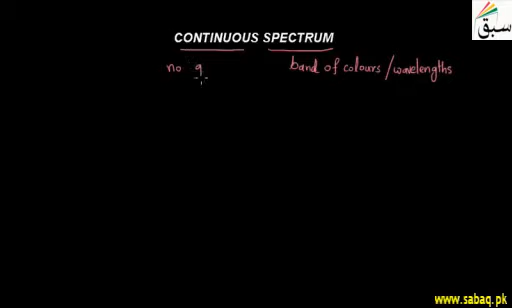 سبق
CONTINUOUS SPECTRUM
no band of colours / wavelengths
www.sabaq.pk